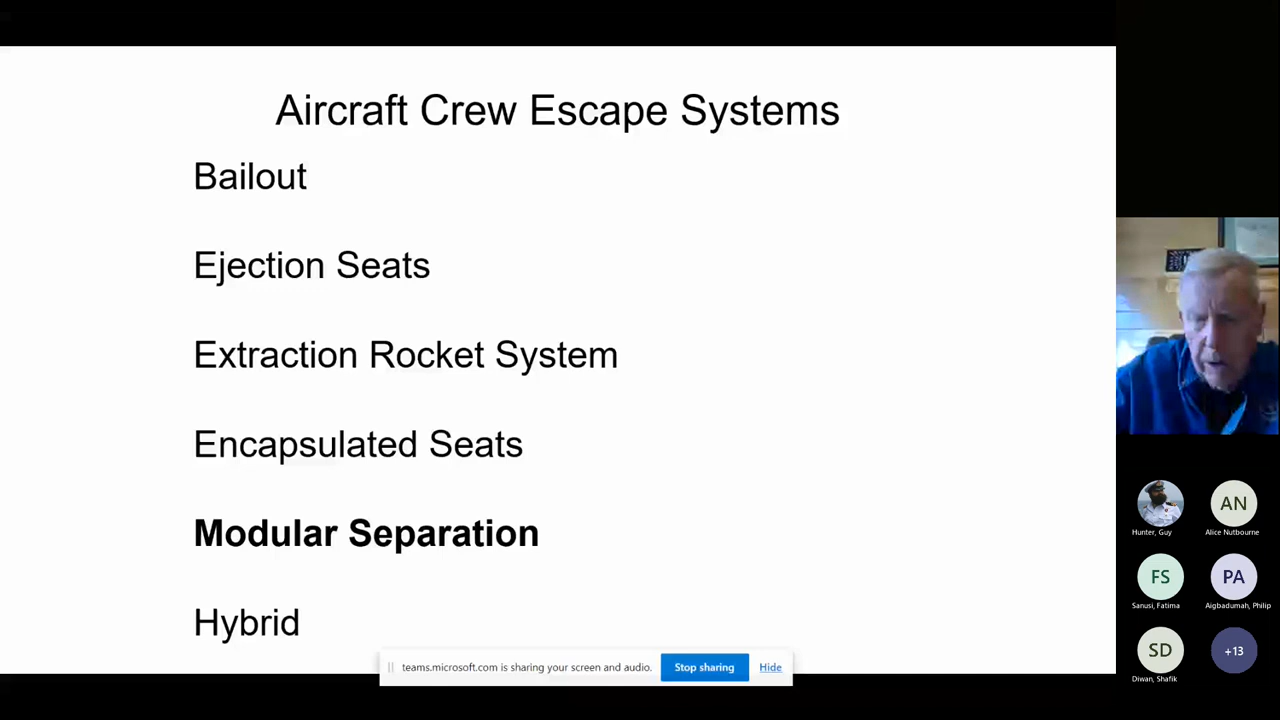 Aircraft Crew Escape Systems
Bailout
Ejection Seats
Extraction Rocket System
Encapsulated Seats
Modular Separation
Hybrid
teams.microsoft.com is sharing your screen and audio.
Stop sharing
Hide
AN
Hunter, Guy
Alice Nutbourne
FS
PA
Sanusi, Fatima
Aigbadumah, Philip
SD
+13
Diwan, Shafik